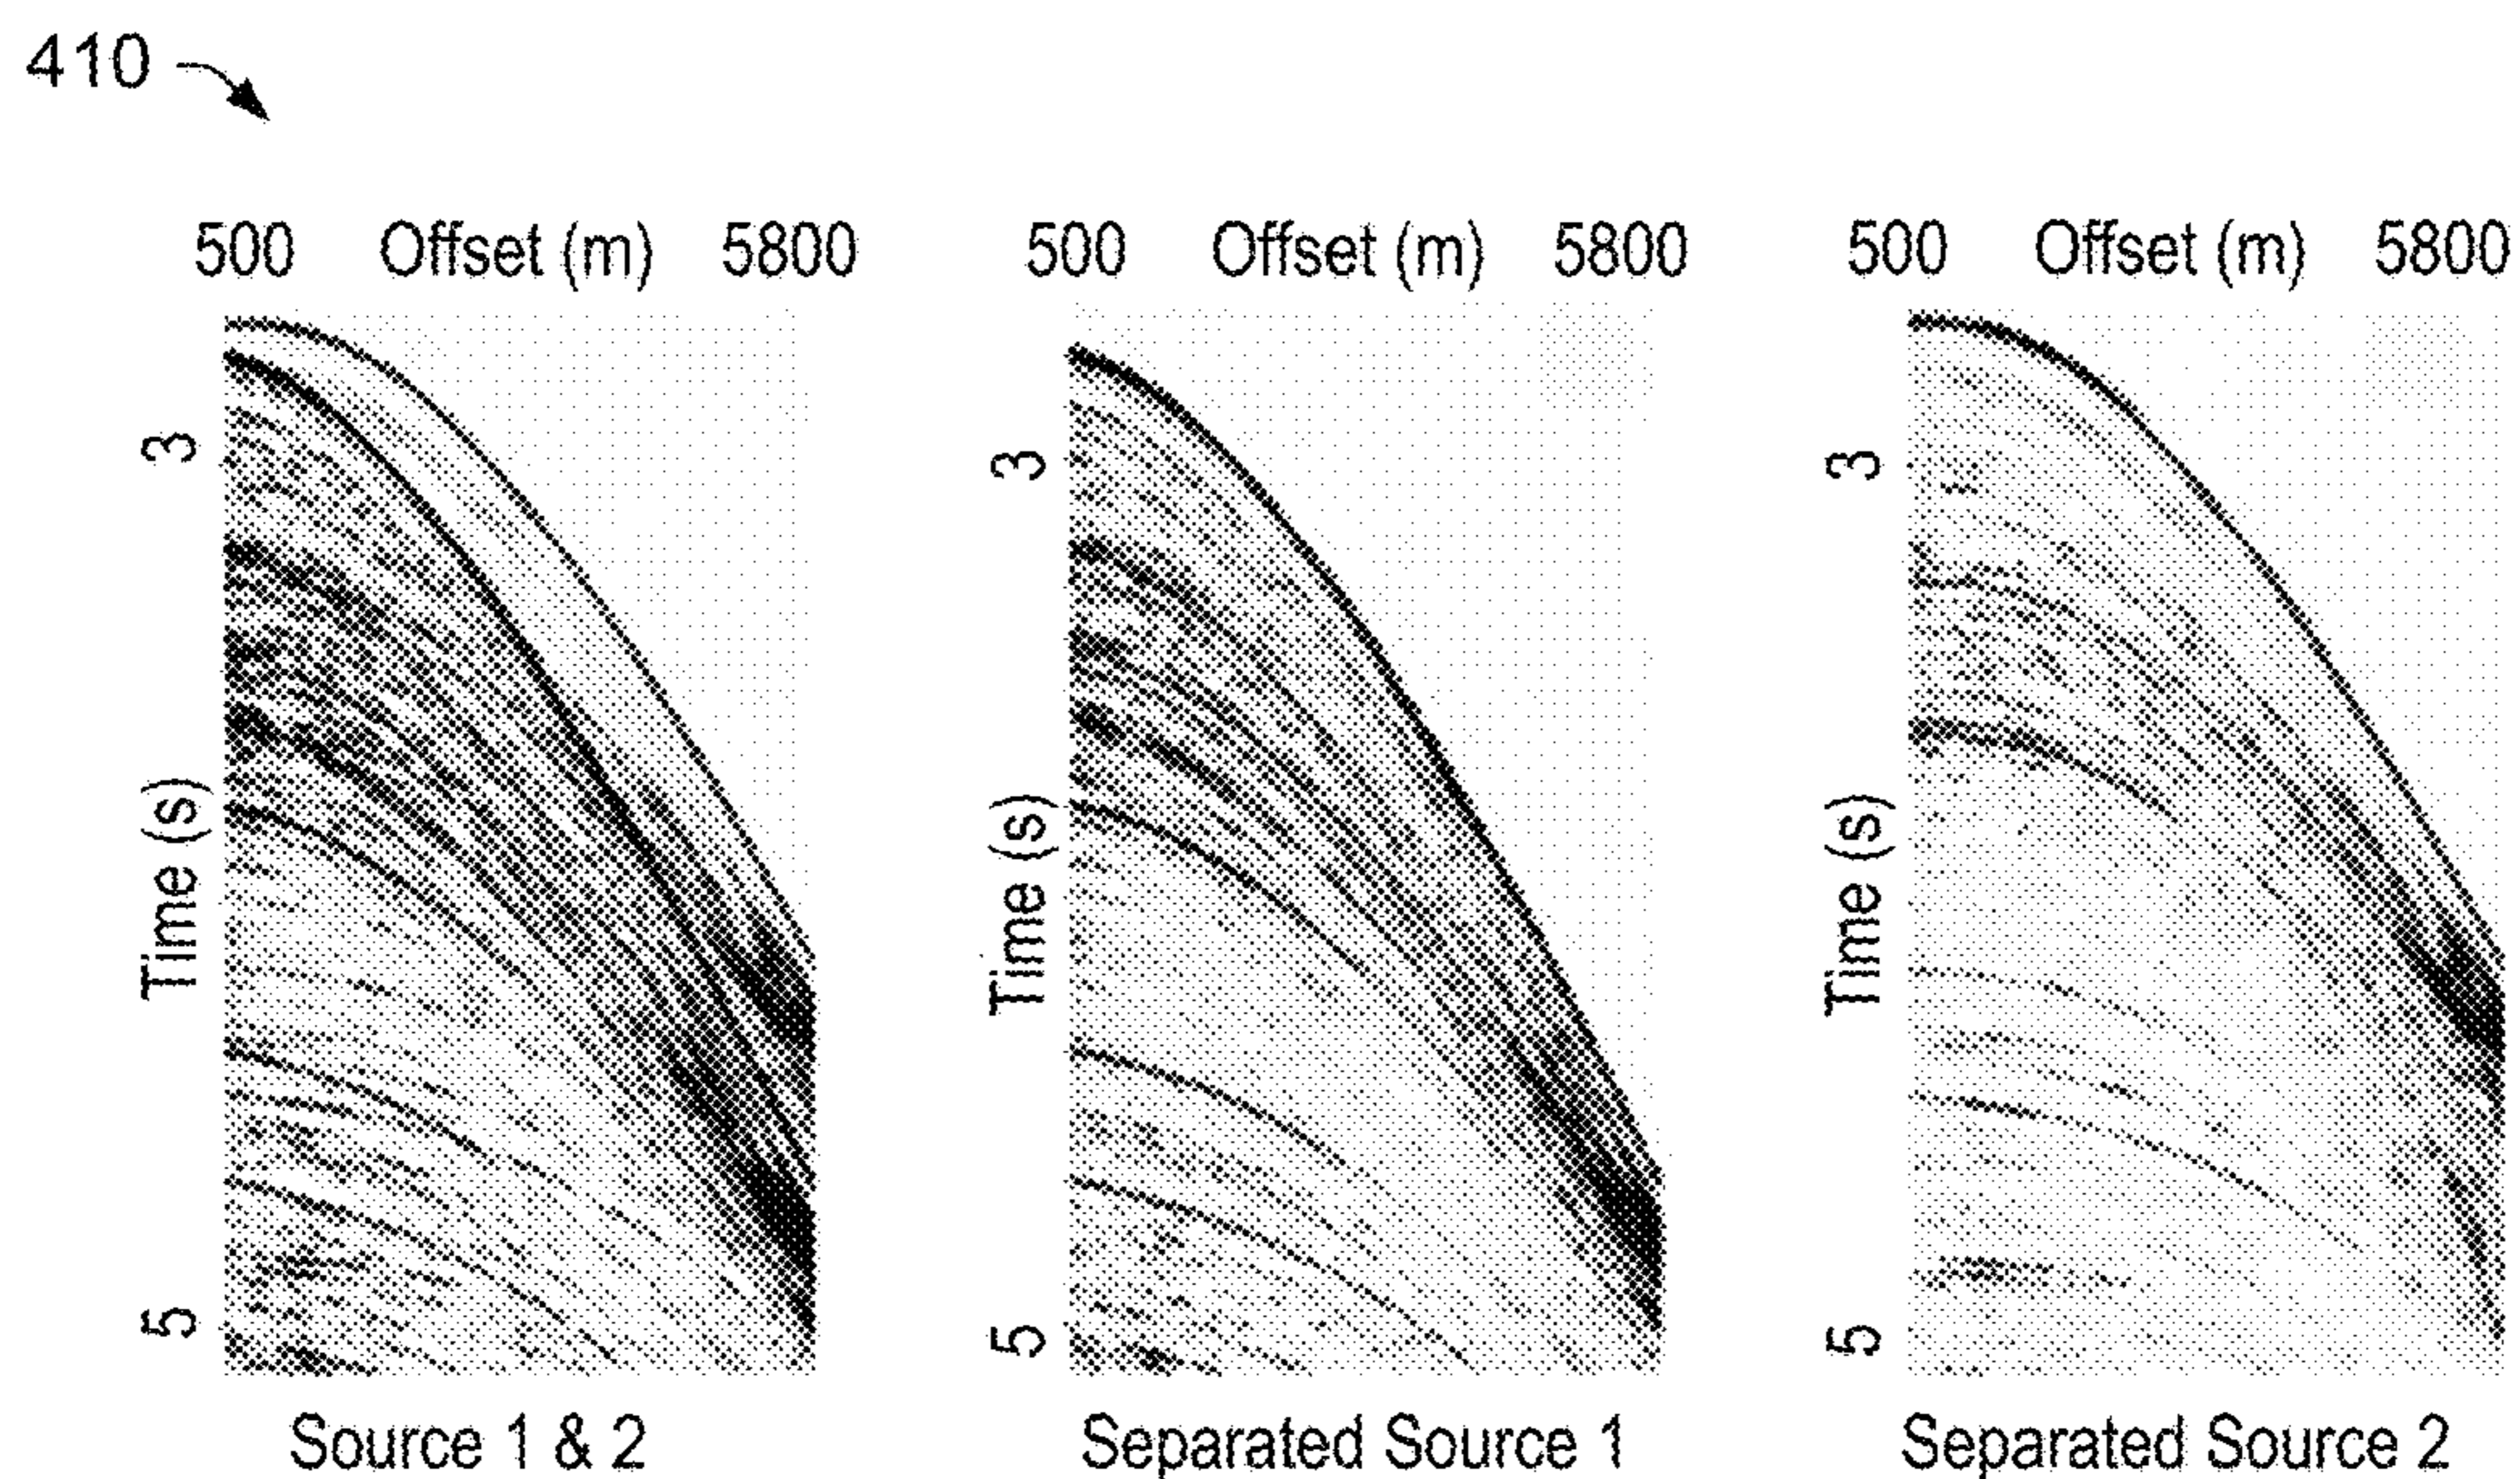 410
500 Offset (m) 5800
3
Time (s)
5
Source 1 & 2
500 Offset (m) 5800
3
Time (s)
5
Separated Source 1
500 Offset (m) 5800
3
Time (s)
5
Separated Source 2